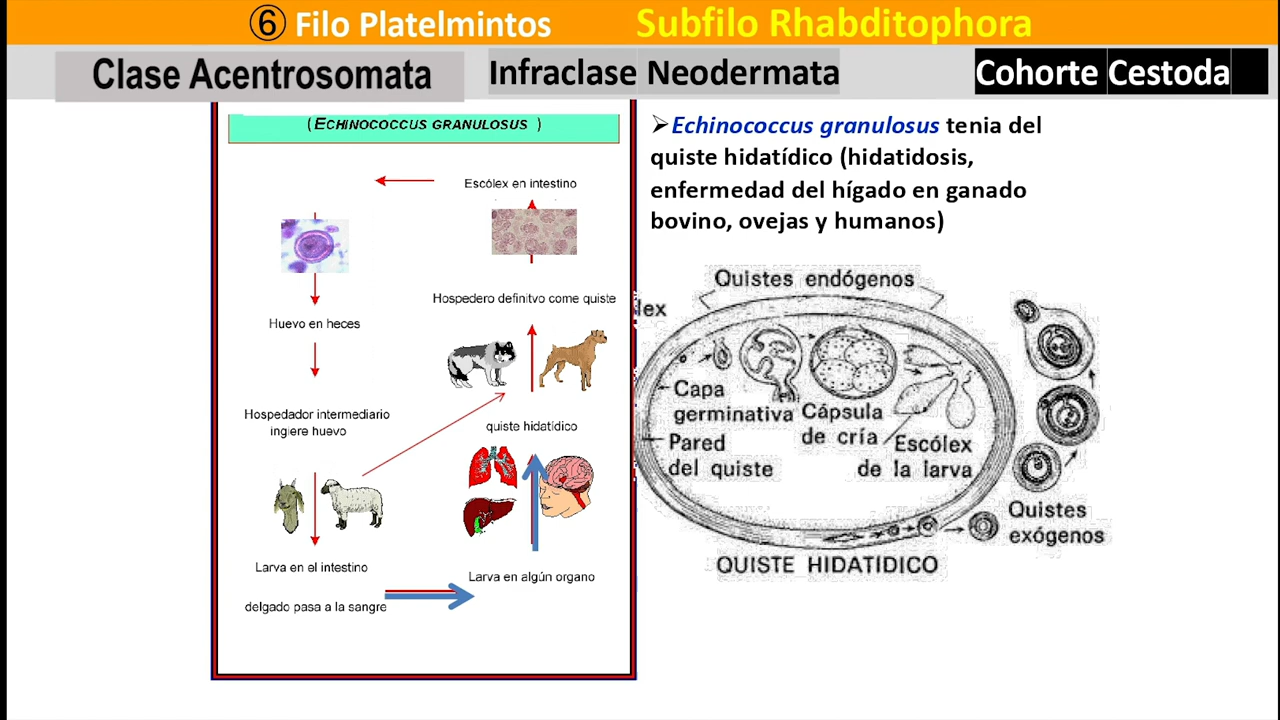 ⑥ Filo Platelmintos Subfilo Rhabditophora
Clase Acentrosomata Infraclase Neodermata Cohorte Cestoda
( ECHINOCOCCUS GRANULOSUS )
Escólex en intestino
Hospedero definitvo come quiste
Huevo en heces
Hospedador intermediario
ingiere huevo
quiste hidatídico
Larva en el intestino
delgado pasa a la sangre
Larva en algún organo
➢Echinococcus granulosus tenia del
quiste hidatídico (hidatidosis,
enfermedad del hígado en ganado
bovino, ovejas y humanos)
Quistes endógenos
lex
Capa
germinativa
Cápsula
de cría
Pared
del quiste
Escólex
de la larva
Quistes
exógenos
QUISTE HIDATIDICO